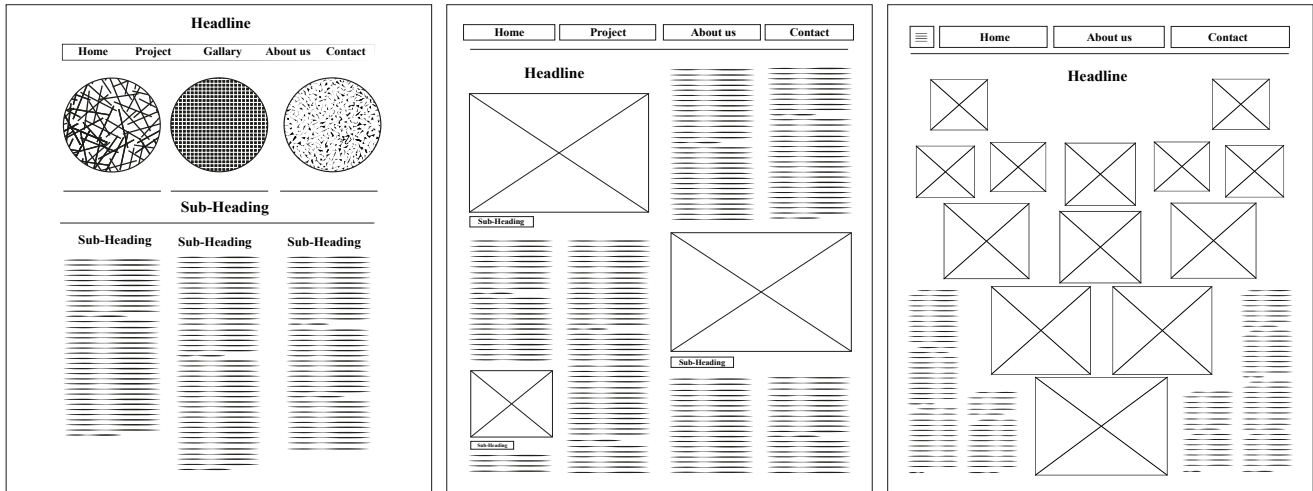 Headline
Home Project Gallary About us Contact
Sub-Heading
Sub-Heading Sub-Heading Sub-Heading
Home Project About us Contact
Headline
Sub-Heading
Sub-Heading
Sub-Heading
Home About us Contact
Headline